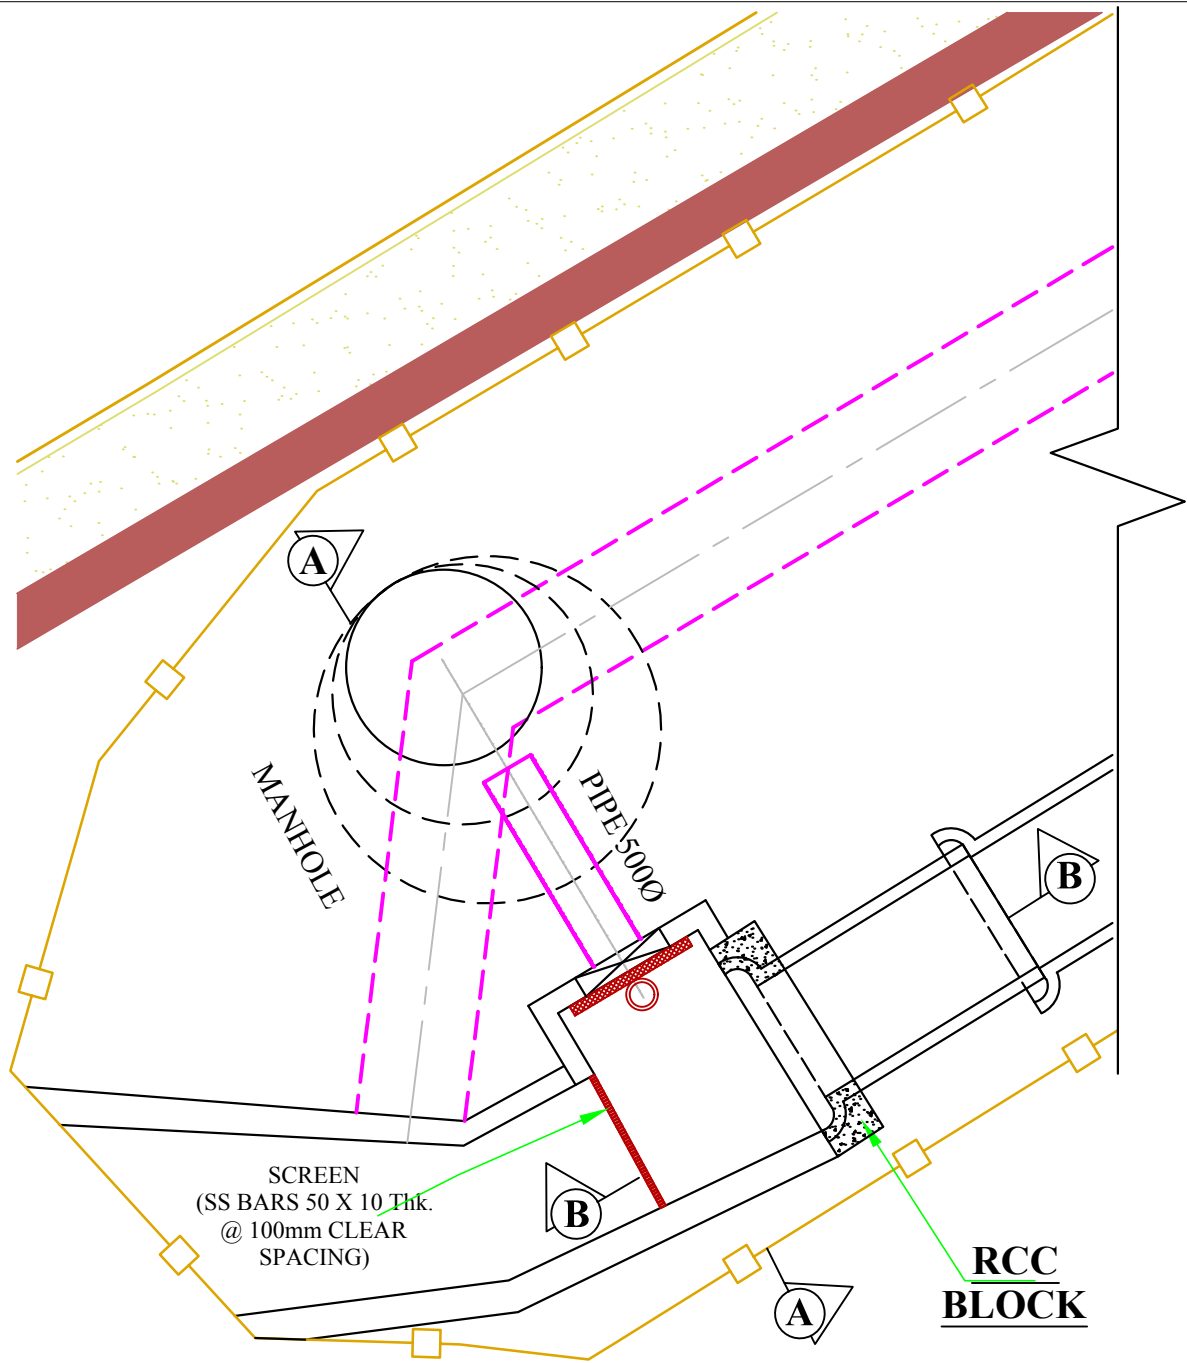 A
MANHOLE
PIPE 500Ø
B
SCREEN
(SS BARS 50 X 10 Thk.
@ 100mm CLEAR
SPACING)
B
RCC
BLOCK
A